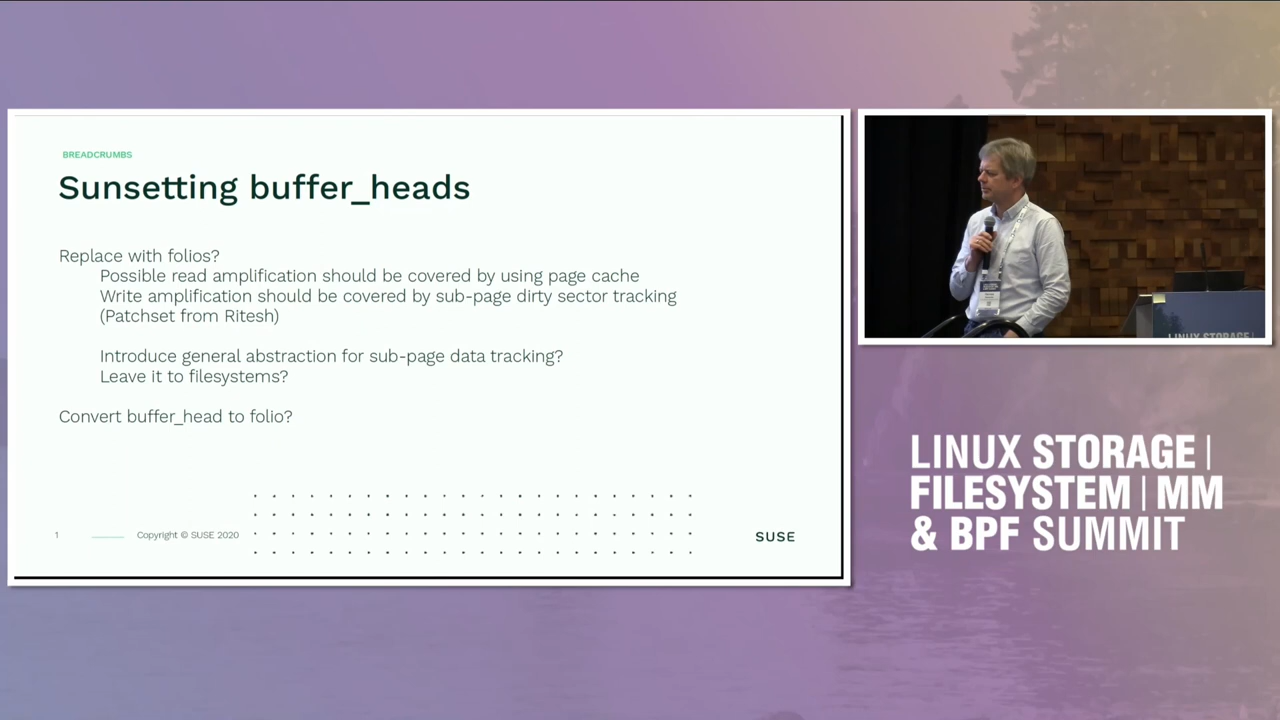 BREADCRUMBS
Sunsetting buffer_heads
Replace with folios?
Possible read amplification should be covered by using page cache
Write amplification should be covered by sub-page dirty sector tracking
(Patchset from Ritesh)
Introduce general abstraction for sub-page data tracking?
Leave it to filesystems?
Convert buffer_head to folio?
1
Copyright © SUSE 2020
SUSE
LINUX STORAGE|
LINUX STORAGE |
FILESYSTEM | MM
& BPF SUMMIT